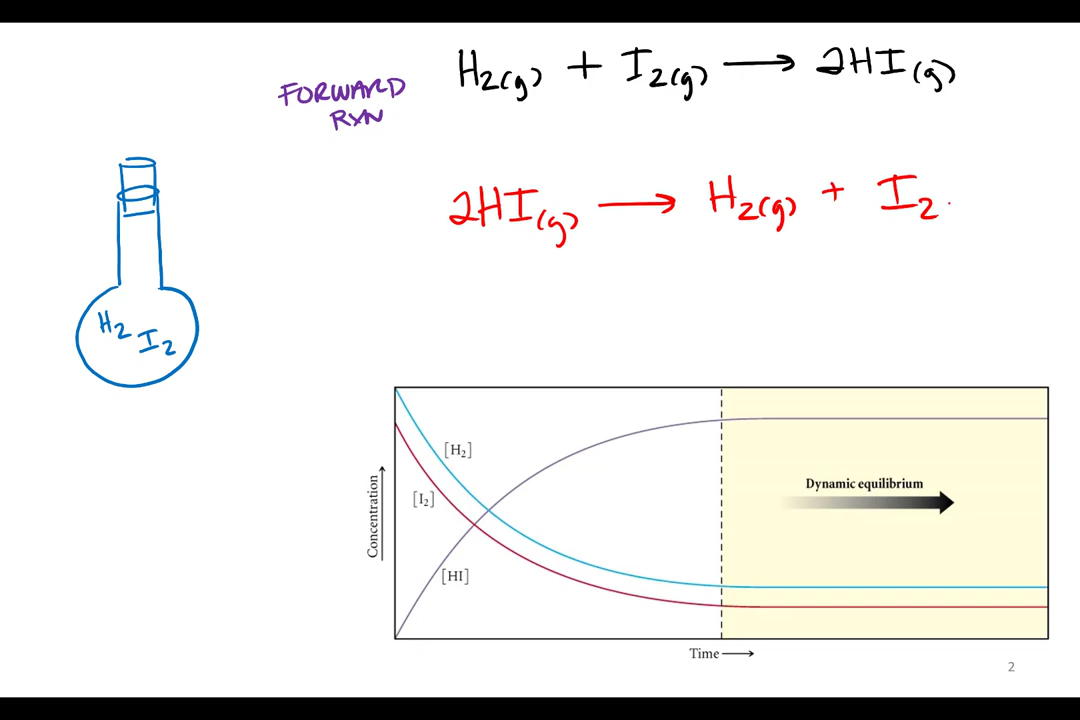 H₂(g) + I₂(g) ⟶ 2HI(g)
FORWARD
RXN
2HI(g) ⟶ H₂(g) + I₂
H₂
I₂
[H₂]
[I₂]
[HI]
Dynamic equilibrium
Concentration ⟶
Time ⟶
2